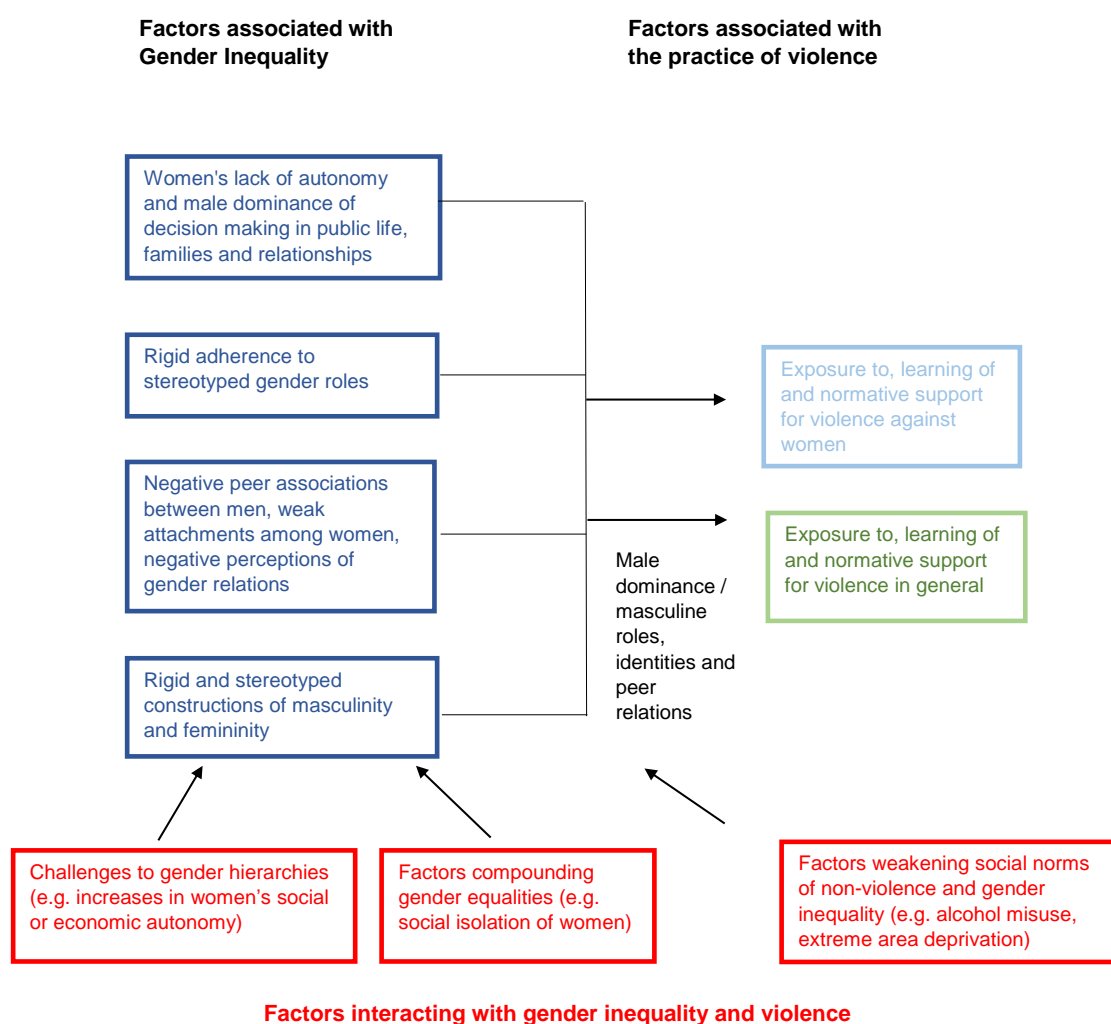 Factors associated with
Gender Inequality
Factors associated with
the practice of violence
Women's lack of autonomy
and male dominance of
decision making in public life,
families and relationships
Rigid adherence to
stereotyped gender roles
Exposure to, learning of
and normative support
for violence against
women
Negative peer associations
between men, weak
attachments among women,
negative perceptions of
gender relations
Exposure to, learning of
and normative support
for violence in general
Male
dominance /
masculine
roles,
identities and
peer
relations
Rigid and stereotyped
constructions of masculinity
and femininity
Challenges to gender hierarchies
(e.g. increases in women’s social
or economic autonomy)
Factors compounding
gender equalities (e.g.
social isolation of women)
Factors weakening social norms
of non-violence and gender
inequality (e.g. alcohol misuse,
extreme area deprivation)
Factors interacting with gender inequality and violence